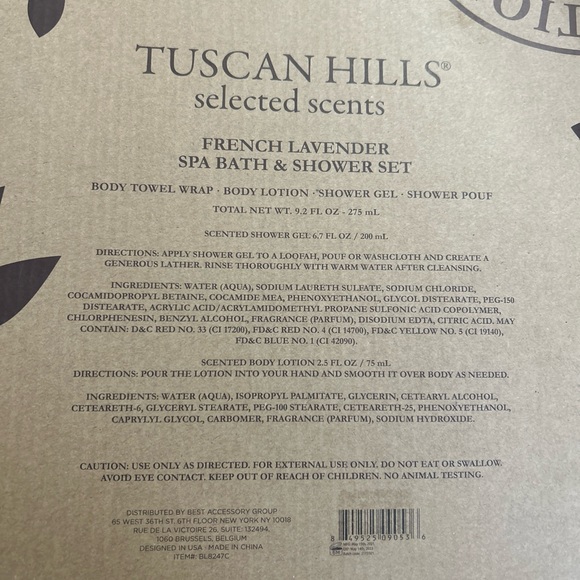 TIO
TUSCAN HILLS®
selected scents
FRENCH LAVENDER
SPA BATH & SHOWER SET
BODY TOWEL WRAP · BODY LOTION · SHOWER GEL · SHOWER POUF
TOTAL NET WT. 9.2 FL OZ - 275 mL
SCENTED SHOWER GEL 6.7 FL OZ / 200 mL
DIRECTIONS: APPLY SHOWER GEL TO A LOOFAH, POUF OR WASHCLOTH AND CREATE A
GENEROUS LATHER. RINSE THOROUGHLY WITH WARM WATER AFTER CLEANSING.
INGREDIENTS: WATER (AQUA), SODIUM LAURETH SULFATE, SODIUM CHLORIDE,
COCAMIDOPROPYL BETAINE, COCAMIDE MEA, PHENOXYETHANOL, GLYCOL DISTEARATE, PEG-150
DISTEARATE, ACRYLIC ACID/ACRYLAMIDOMETHYL PROPANE SULFONIC ACID COPOLYMER,
CHLORPHENESIN, BENZYL ALCOHOL, FRAGRANCE (PARFUM), DISODIUM EDTA, CITRIC ACID. MAY
CONTAIN: D&C RED NO. 33 (CI 17200), FD&C RED NO. 4 (CI 14700), FD&C YELLOW NO. 5 (CI 19140),
FD&C BLUE NO. 1 (CI 42090).
SCENTED BODY LOTION 2.5 FL OZ / 75 mL
DIRECTIONS: POUR THE LOTION INTO YOUR HAND AND SMOOTH IT OVER BODY AS NEEDED.
INGREDIENTS: WATER (AQUA), ISOPROPYL PALMITATE, GLYCERIN, CETEARYL ALCOHOL,
CETEARETH-6, GLYCERYL STEARATE, PEG-100 STEARATE, CETEARETH-25, PHENOXYETHANOL,
CAPRYLYL GLYCOL, CARBOMER, FRAGRANCE (PARFUM), SODIUM HYDROXIDE.
CAUTION: USE ONLY AS DIRECTED. FOR EXTERNAL USE ONLY. DO NOT EAT OR SWALLOW.
AVOID EYE CONTACT. KEEP OUT OF REACH OF CHILDREN. NO ANIMAL TESTING.
DISTRIBUTED BY BEST ACCESSORY GROUP
65 WEST 36TH ST. 6TH FLOOR NEW YORK NY 10018
RUE DE LA VICTOIRE 26, SUITE: 132494,
1060 BRUSSELS, BELGIUM
DESIGNED IN USA · MADE IN CHINA
ITEM#: BL8247C
8 49525 09053 6